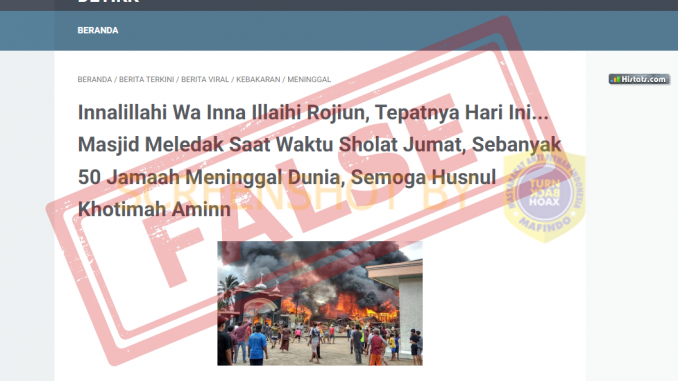 BERANDA
BERANDA / BERITA TERKINI / BERITA VIRAL / KEBAKARAN / MENINGGAL
Histats.com
Innalillahi Wa Inna Illaihi Rojiun, Tepatnya Hari Ini...
Masjid Meledak Saat Waktu Sholat Jumat, Sebanyak
50 Jamaah Meninggal Dunia, Semoga Husnul
Khotimah Aminn
FALSE
SCREENSHOT BY
TURN
BACK
HOAX
MAFINDO